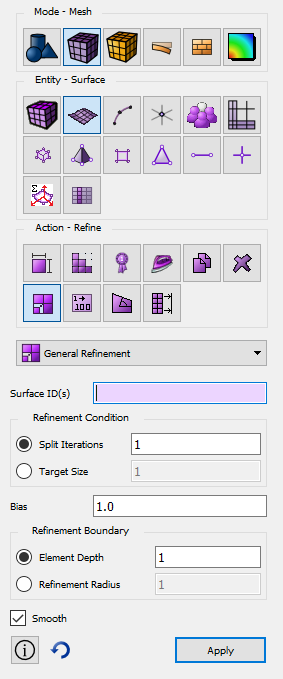 Mode - Mesh
Entity - Surface
Σ
Action - Refine
1
100
General Refinement
Surface ID(s)
Refinement Condition
Split Iterations 1
Target Size 1
Bias 1.0
Refinement Boundary
Element Depth 1
Refinement Radius 1
Smooth
i Apply